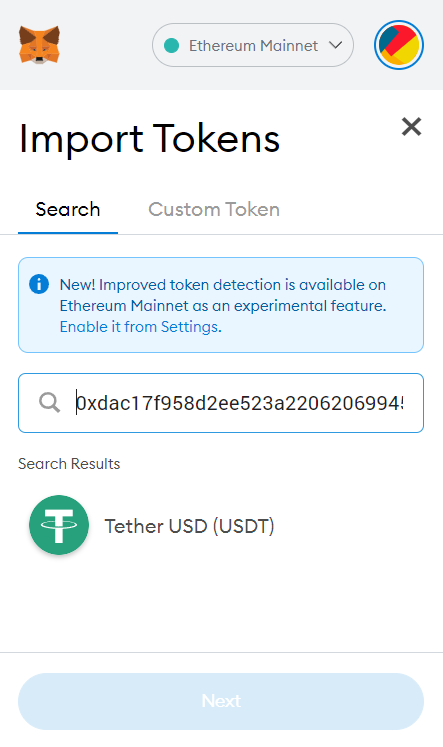 Ethereum Mainnet
Import Tokens
Search
Custom Token
New! Improved token detection is available on
Ethereum Mainnet as an experimental feature.
Enable it from Settings.
0xdac17f958d2ee523a2206206994
Search Results
Tether USD (USDT)
Next